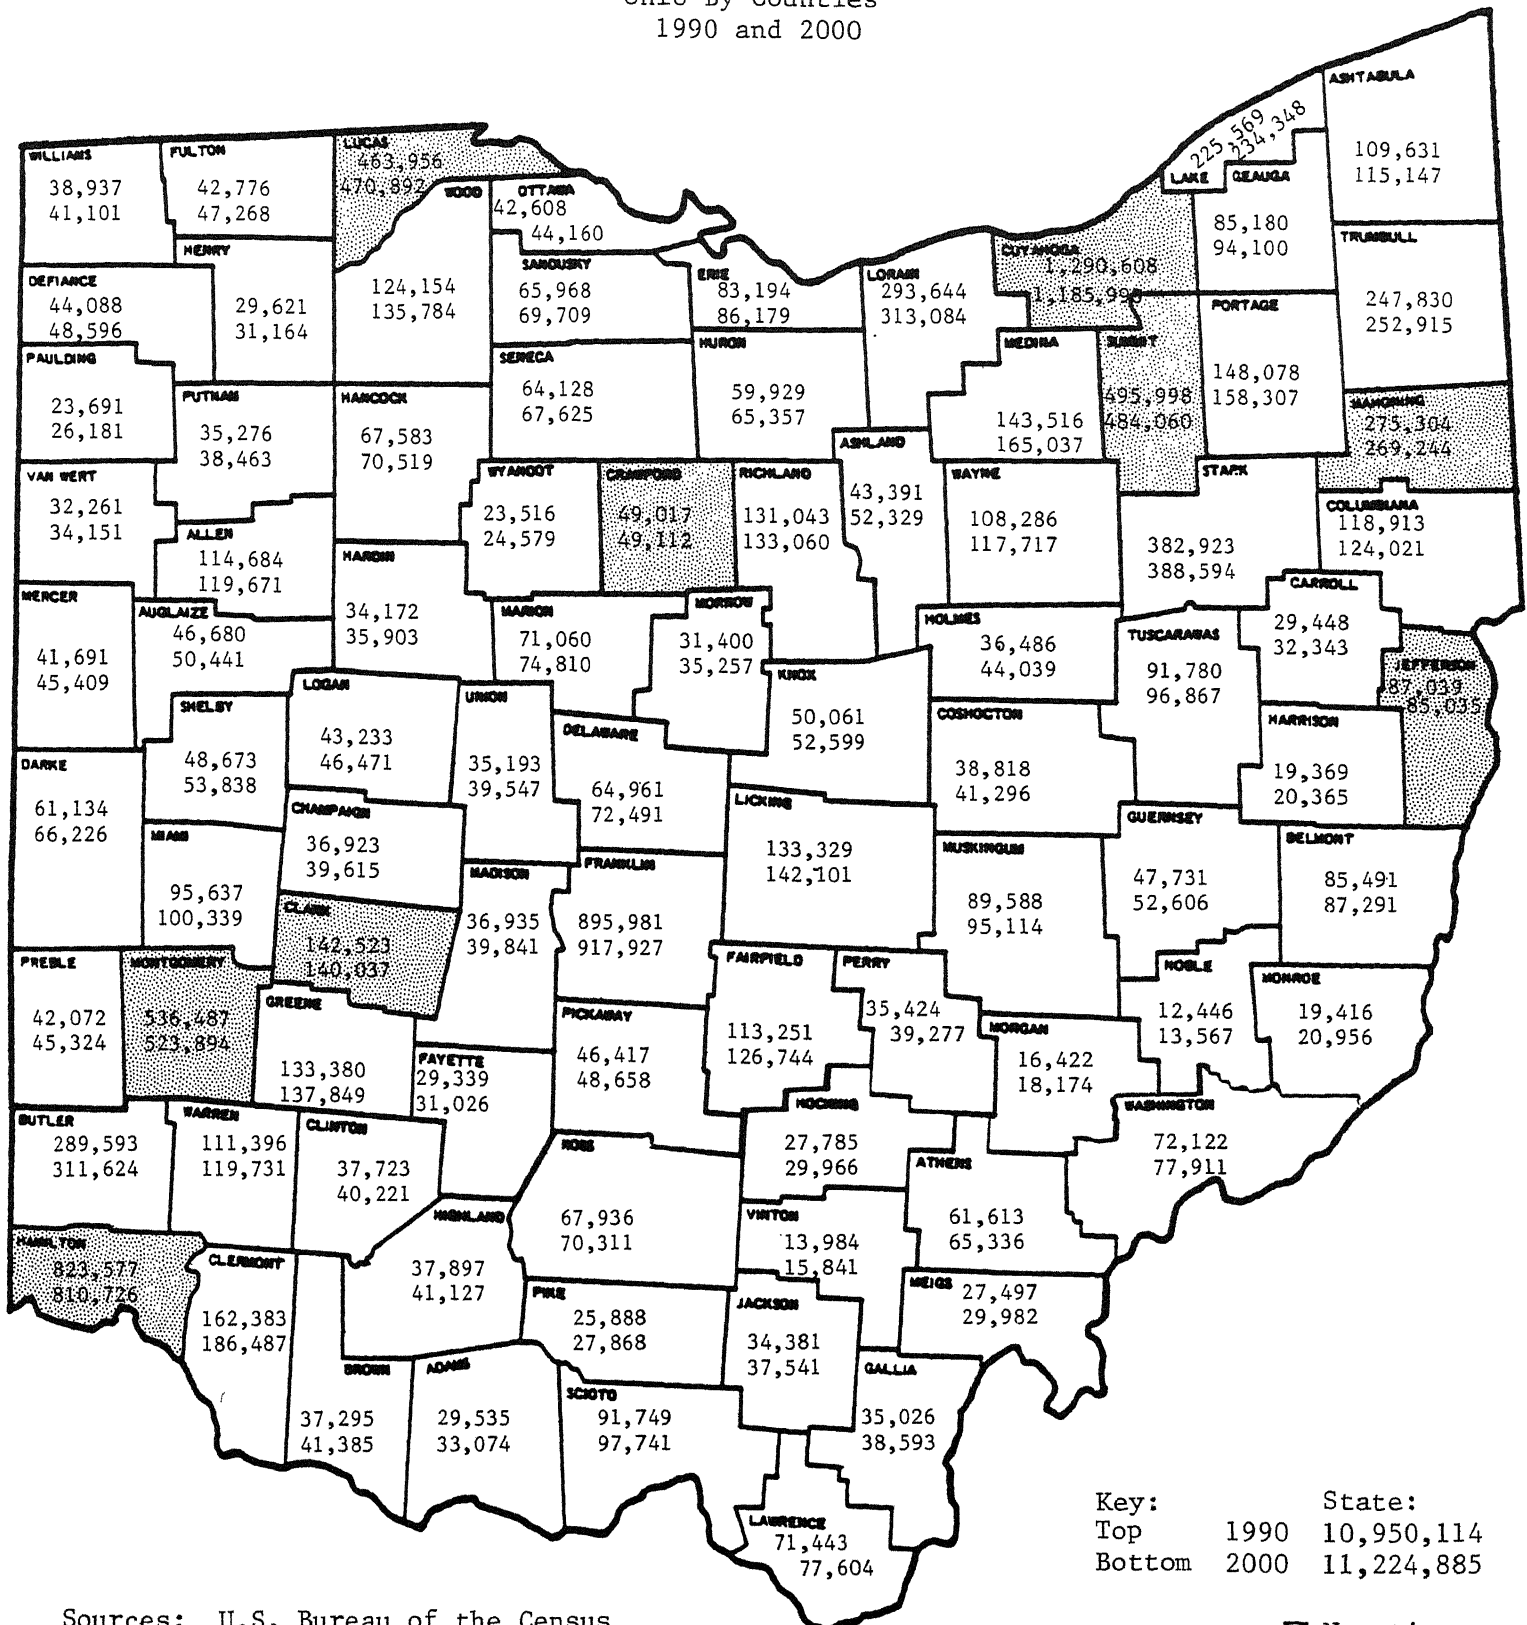 1990 and 2000
ASHTABULA
109,631
115,147
225,569
234,348
LAKE
GEAUGA
85,180
94,100
WILLIAMS
38,937
41,101
FULTON
42,776
47,268
LUCAS
463,956
470,892
WOOD
124,154
135,784
OTTAWA
42,608
44,160
HENRY
29,621
31,164
SANDUSKY
65,968
69,709
ERIE
83,194
86,179
LORAIN
293,644
313,084
CUYAHOGA
1,290,608
TRUMBULL
247,830
252,915
DEFIANCE
44,088
48,596
PORTAGE
148,078
158,307
PAULDING
23,691
26,181
PUTNAM
35,276
38,463
HANCOCK
67,583
70,519
SENECA
64,128
67,625
HURON
59,929
65,357
MEDINA
143,516
165,037
SUMMIT
495,998
484,060
MAHONING
275,304
269,244
VAN WERT
32,261
34,151
ALLEN
114,684
119,671
WYANDOT
23,516
24,579
CRAWFORD
49,017
49,112
RICHLAND
131,043
133,060
ASHLAND
43,391
52,329
WAYNE
108,286
117,717
STARK
382,923
388,594
COLUMBIANA
118,913
124,021
MERCER
41,691
45,409
AUGLAIZE
46,680
50,441
HARDIN
34,172
35,903
MARION
71,060
74,810
MORROW
31,400
35,257
HOLMES
36,486
44,039
TUSCARAWAS
91,780
96,867
CARROLL
29,448
32,343
JEFFERSON
87,039
85,035
SHELBY
48,673
53,838
LOGAN
43,233
46,471
UNION
35,193
39,547
DELAWARE
64,961
72,491
KNOX
50,061
52,599
COSHOCTON
38,818
41,296
HARRISON
19,369
20,365
DARKE
61,134
66,226
MIAMI
95,637
100,339
CHAMPAIGN
36,923
39,615
LICKING
133,329
142,101
MUSKINGUM
89,588
95,114
GUERNSEY
47,731
52,606
BELMONT
85,491
87,291
CLARK
142,523
140,037
MADISON
36,935
39,841
FRANKLIN
895,981
917,927
PREBLE
42,072
45,324
MONTGOMERY
536,487
523,894
GREENE
133,380
137,849
FAYETTE
29,339
31,026
PICKAWAY
46,417
48,658
FAIRFIELD
113,251
126,744
PERRY
35,424
39,277
MORGAN
16,422
18,174
NOBLE
12,446
13,567
MONROE
19,416
20,956
BUTLER
289,593
311,624
WARREN
111,396
119,731
CLINTON
37,723
40,221
ROSS
67,936
70,311
HOCKING
27,785
29,966
ATHENS
61,613
65,336
WASHINGTON
72,122
77,911
HAMILTON
823,577
810,726
CLERMONT
162,383
186,487
HIGHLAND
37,897
41,127
PIKE
25,888
27,868
VINTON
13,984
15,841
JACKSON
34,381
37,541
MEIGS
27,497
29,982
BROWN
37,295
41,385
ADAMS
29,535
33,074
SCIOTO
91,749
97,741
GALLIA
35,026
38,593
LAWRENCE
71,443
77,604
Key: State:
Top 1990 10,950,114
Bottom 2000 11,224,885
Sources: U.S. Bureau of the Census